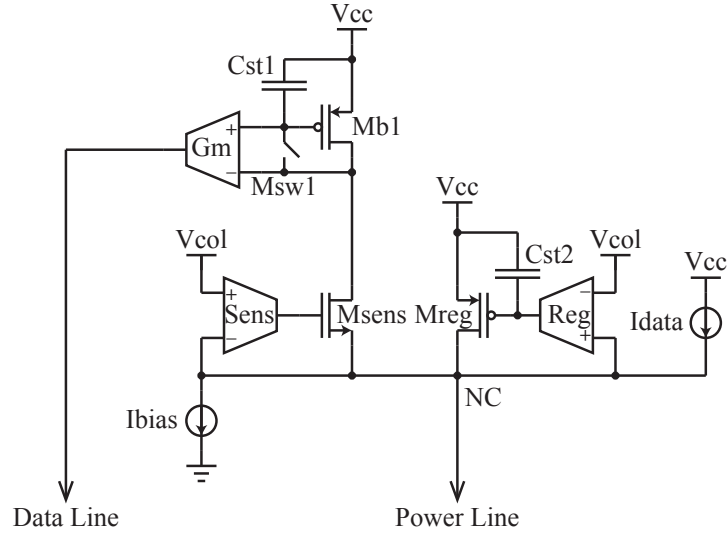 Vcc
Cst1
+
Gm
Mb1
−
Msw1
Vcc
Vcol
Cst2
Vcol
Vcc
+
Sens
Msens
Mreg
−
Reg
Idata
−
+
NC
Ibias
Data Line
Power Line